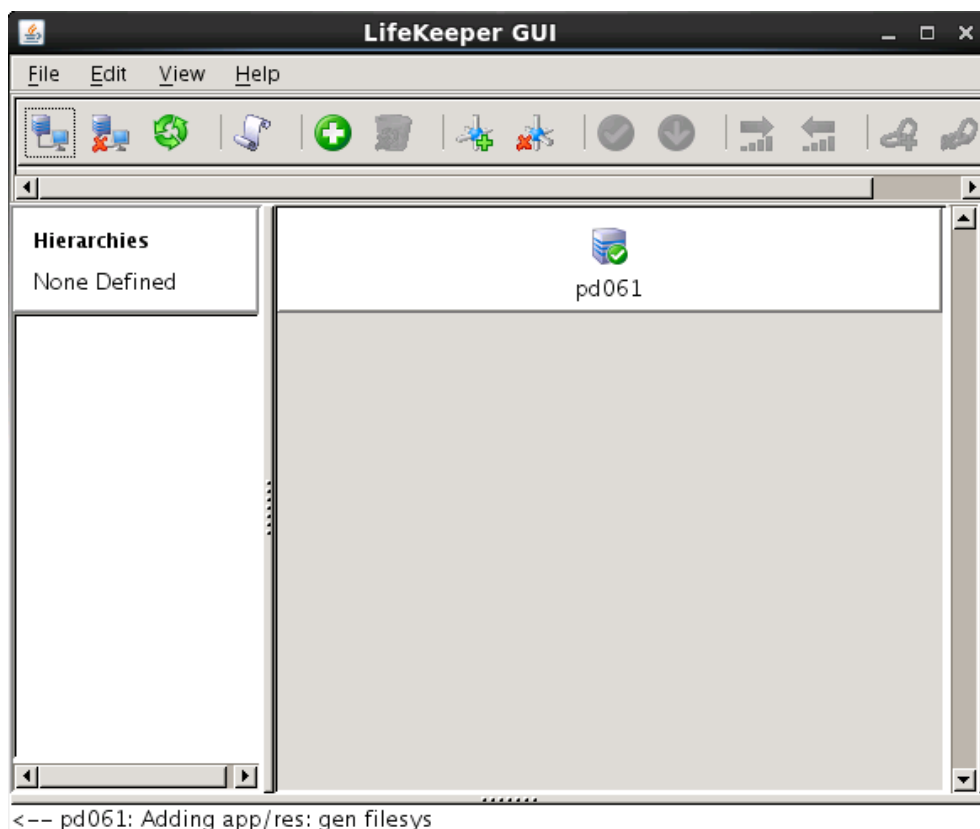 LifeKeeper GUI
File Edit View Help
Hierarchies
None Defined
pd061
<-- pd061: Adding app/res: gen filesys